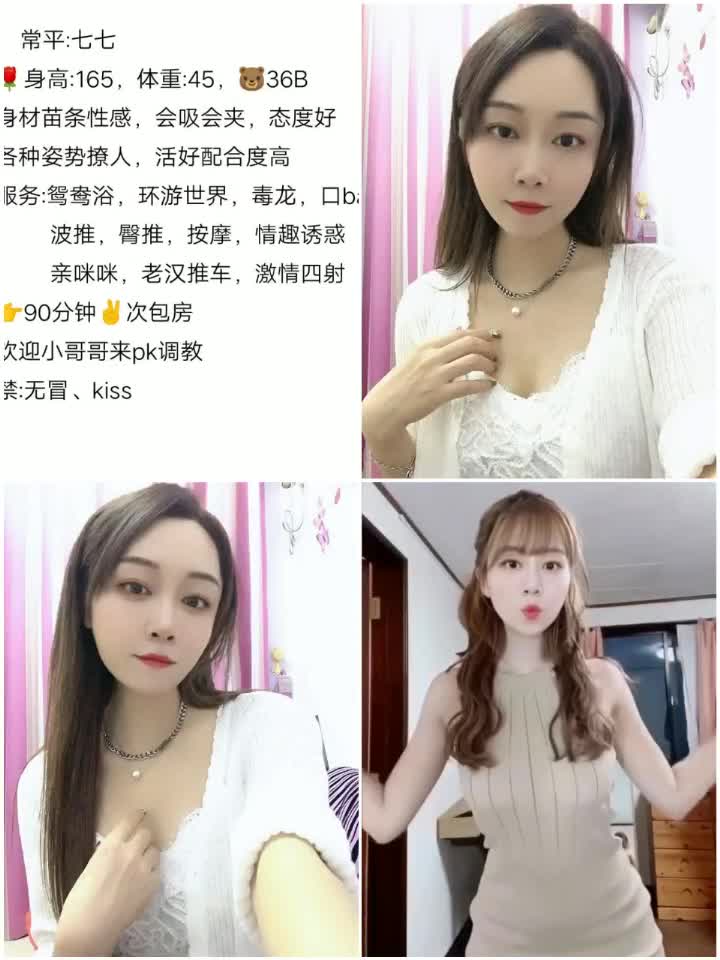 常平:七七
🌹身高:165，体重:45，🐻36B
身材苗条性感，会吸会夹，态度好
各种姿势撩人，活好配合度高
服务:鸳鸯浴，环游世界，毒龙，口ba
波推，臀推，按摩，情趣诱惑
亲咪咪，老汉推车，激情四射
👉90分钟✌次包房
欢迎小哥哥来pk调教
禁:无冒、kiss